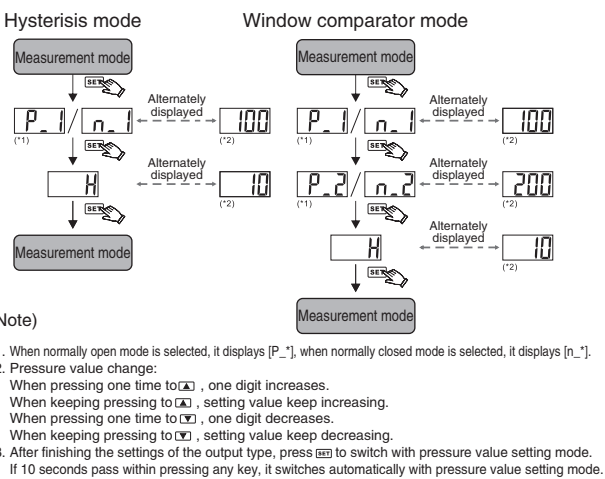 Hysterisis mode
Window comparator mode
Measurement mode
Measurement mode
SET
SET
P_1 / n_1
Alternately
displayed
100
P_1 / n_1
Alternately
displayed
100
(*1)
(*2)
(*1)
(*2)
SET
SET
H
Alternately
displayed
10
P_2 / n_2
Alternately
displayed
200
(*2)
(*1)
(*2)
SET
SET
Measurement mode
H
Alternately
displayed
10
(*2)
SET
Measurement mode
Note)
. When normally open mode is selected, it displays [P_*], when normally closed mode is selected, it displays [n_*].
2. Pressure value change:
When pressing one time to ▲ , one digit increases.
When keeping pressing to ▲ , setting value keep increasing.
When pressing one time to ▼ , one digit decreases.
When keeping pressing to ▼ , setting value keep decreasing.
3. After finishing the settings of the output type, press SET to switch with pressure value setting mode.
If 10 seconds pass within pressing any key, it switches automatically with pressure value setting mode.